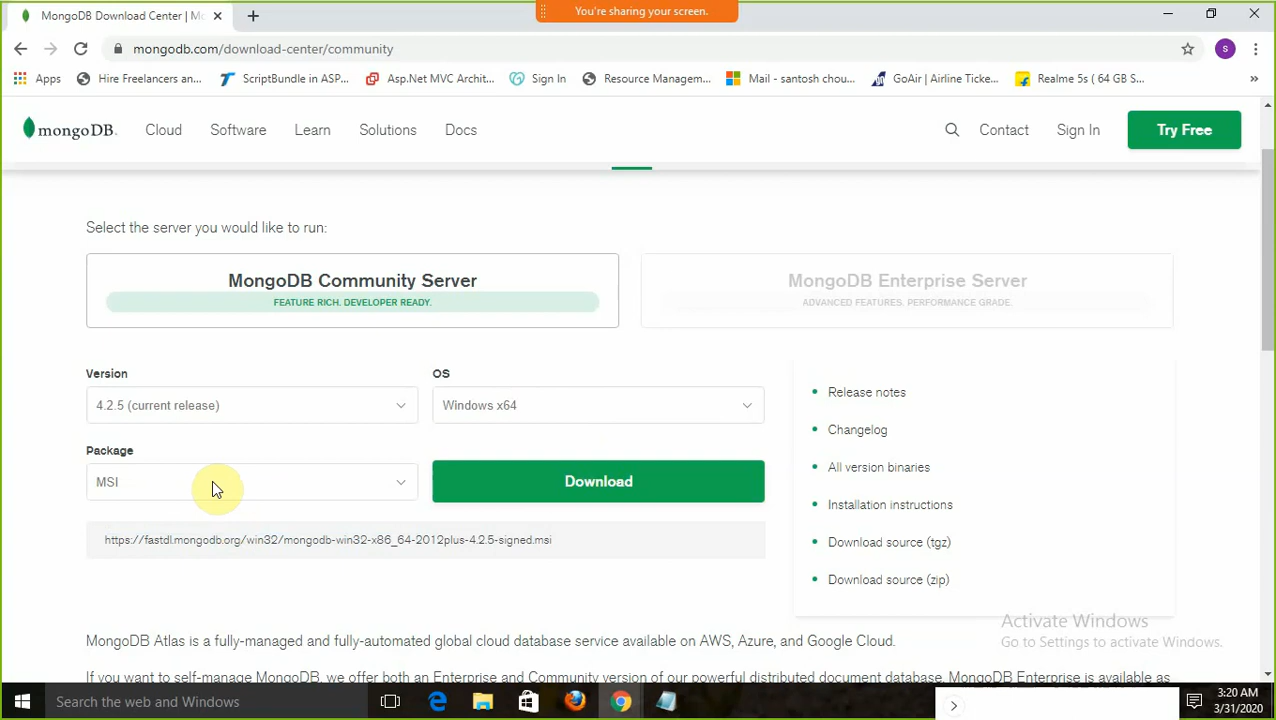 MongoDB Download Center | Mo
You're sharing your screen.
mongodb.com/download-center/community
s
Apps
Hire Freelancers an...
ScriptBundle in ASP...
Asp.Net MVC Archit...
Sign In
Resource Managem...
Mail - santosh chou...
GoAir | Airline Ticke...
Realme 5s ( 64 GB S...
»
mongoDB.
Cloud
Software
Learn
Solutions
Docs
Contact
Sign In
Try Free
Select the server you would like to run:
MongoDB Community Server
FEATURE RICH. DEVELOPER READY.
MongoDB Enterprise Server
ADVANCED FEATURES. PERFORMANCE GRADE.
Version
OS
4.2.5 (current release)
Windows x64
Package
MSI
Download
https://fastdl.mongodb.org/win32/mongodb-win32-x86_64-2012plus-4.2.5-signed.msi
Release notes
Changelog
All version binaries
Installation instructions
Download source (tgz)
Download source (zip)
Activate Windows
Go to Settings to activate Windows.
MongoDB Atlas is a fully-managed and fully-automated global cloud database service available on AWS, Azure, and Google Cloud.
If you want to self-manage MongoDB, we offer both an Enterprise and Community version of our powerful distributed document database. MongoDB Enterprise is available as
Search the web and Windows
3:20 AM
3/31/2020